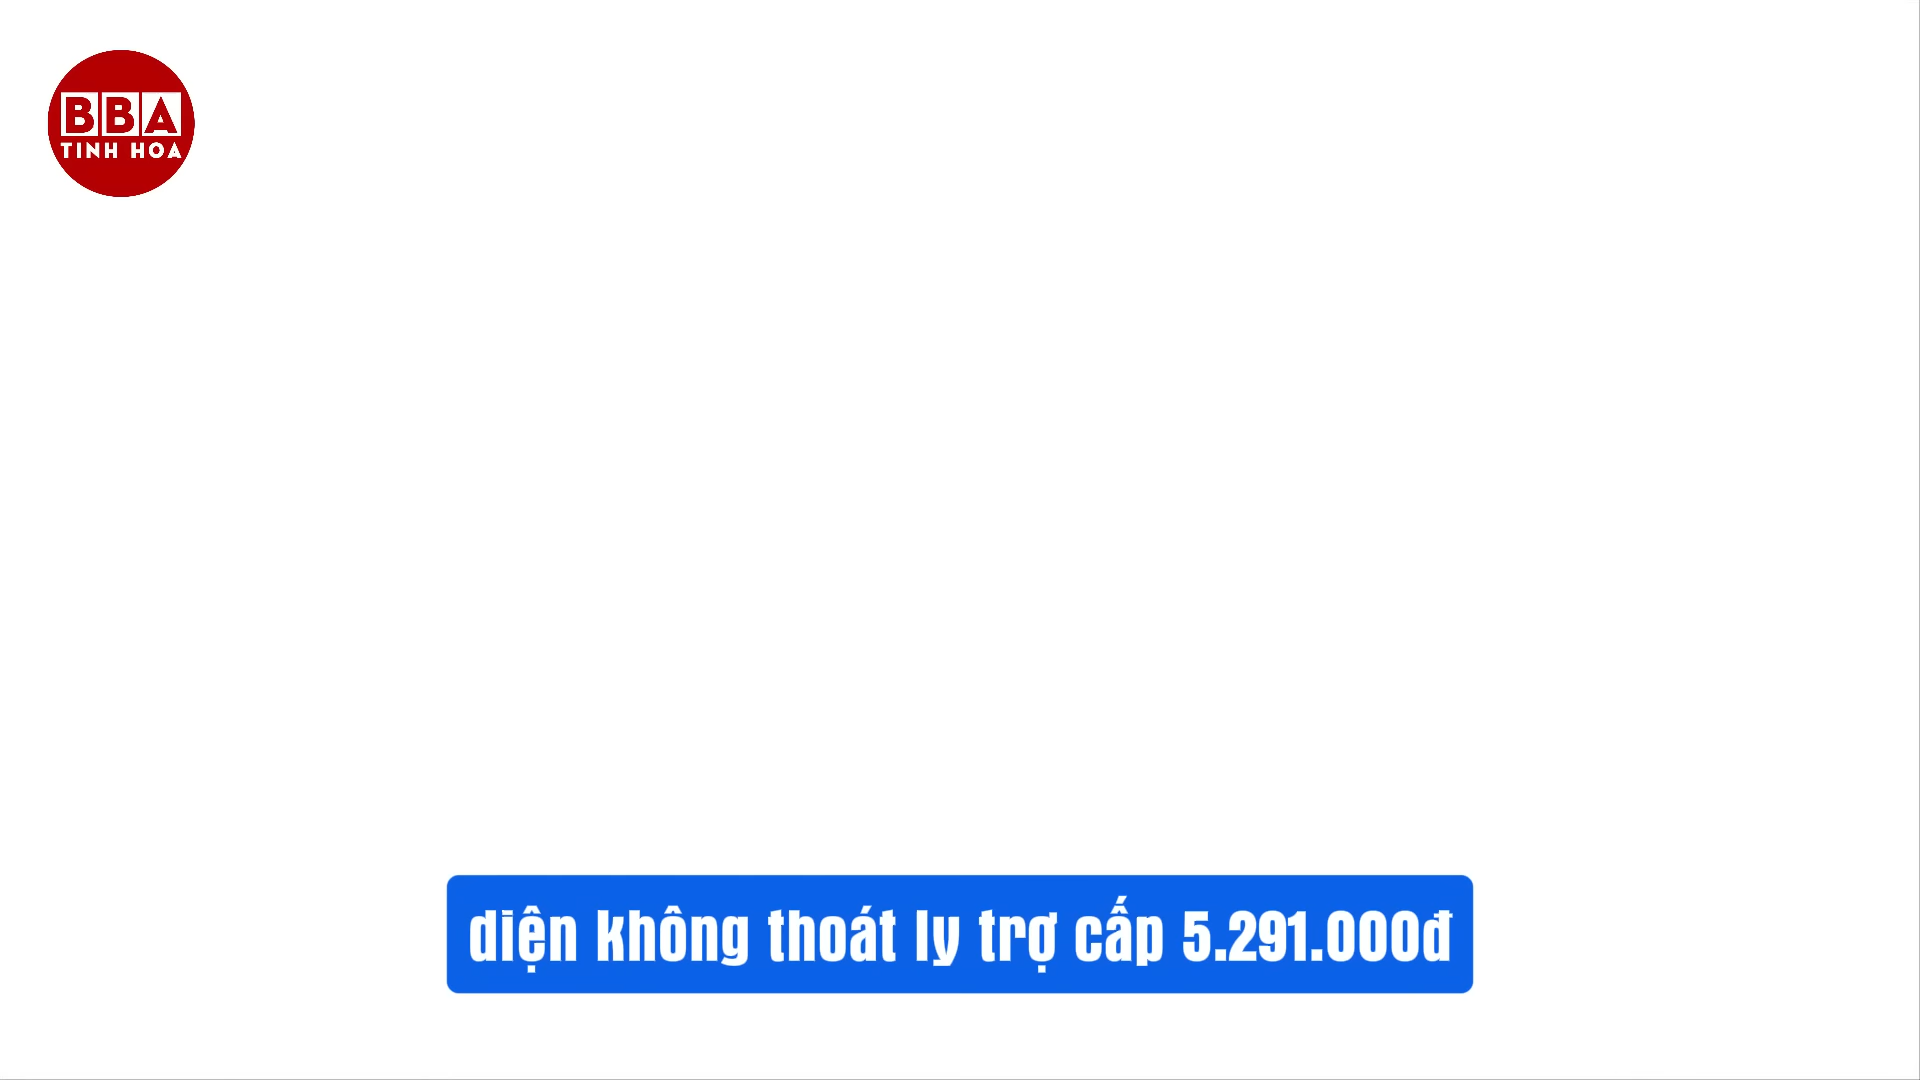 BBA
TINH HOA
diện không thoát ly trợ cấp 5.291.000đ